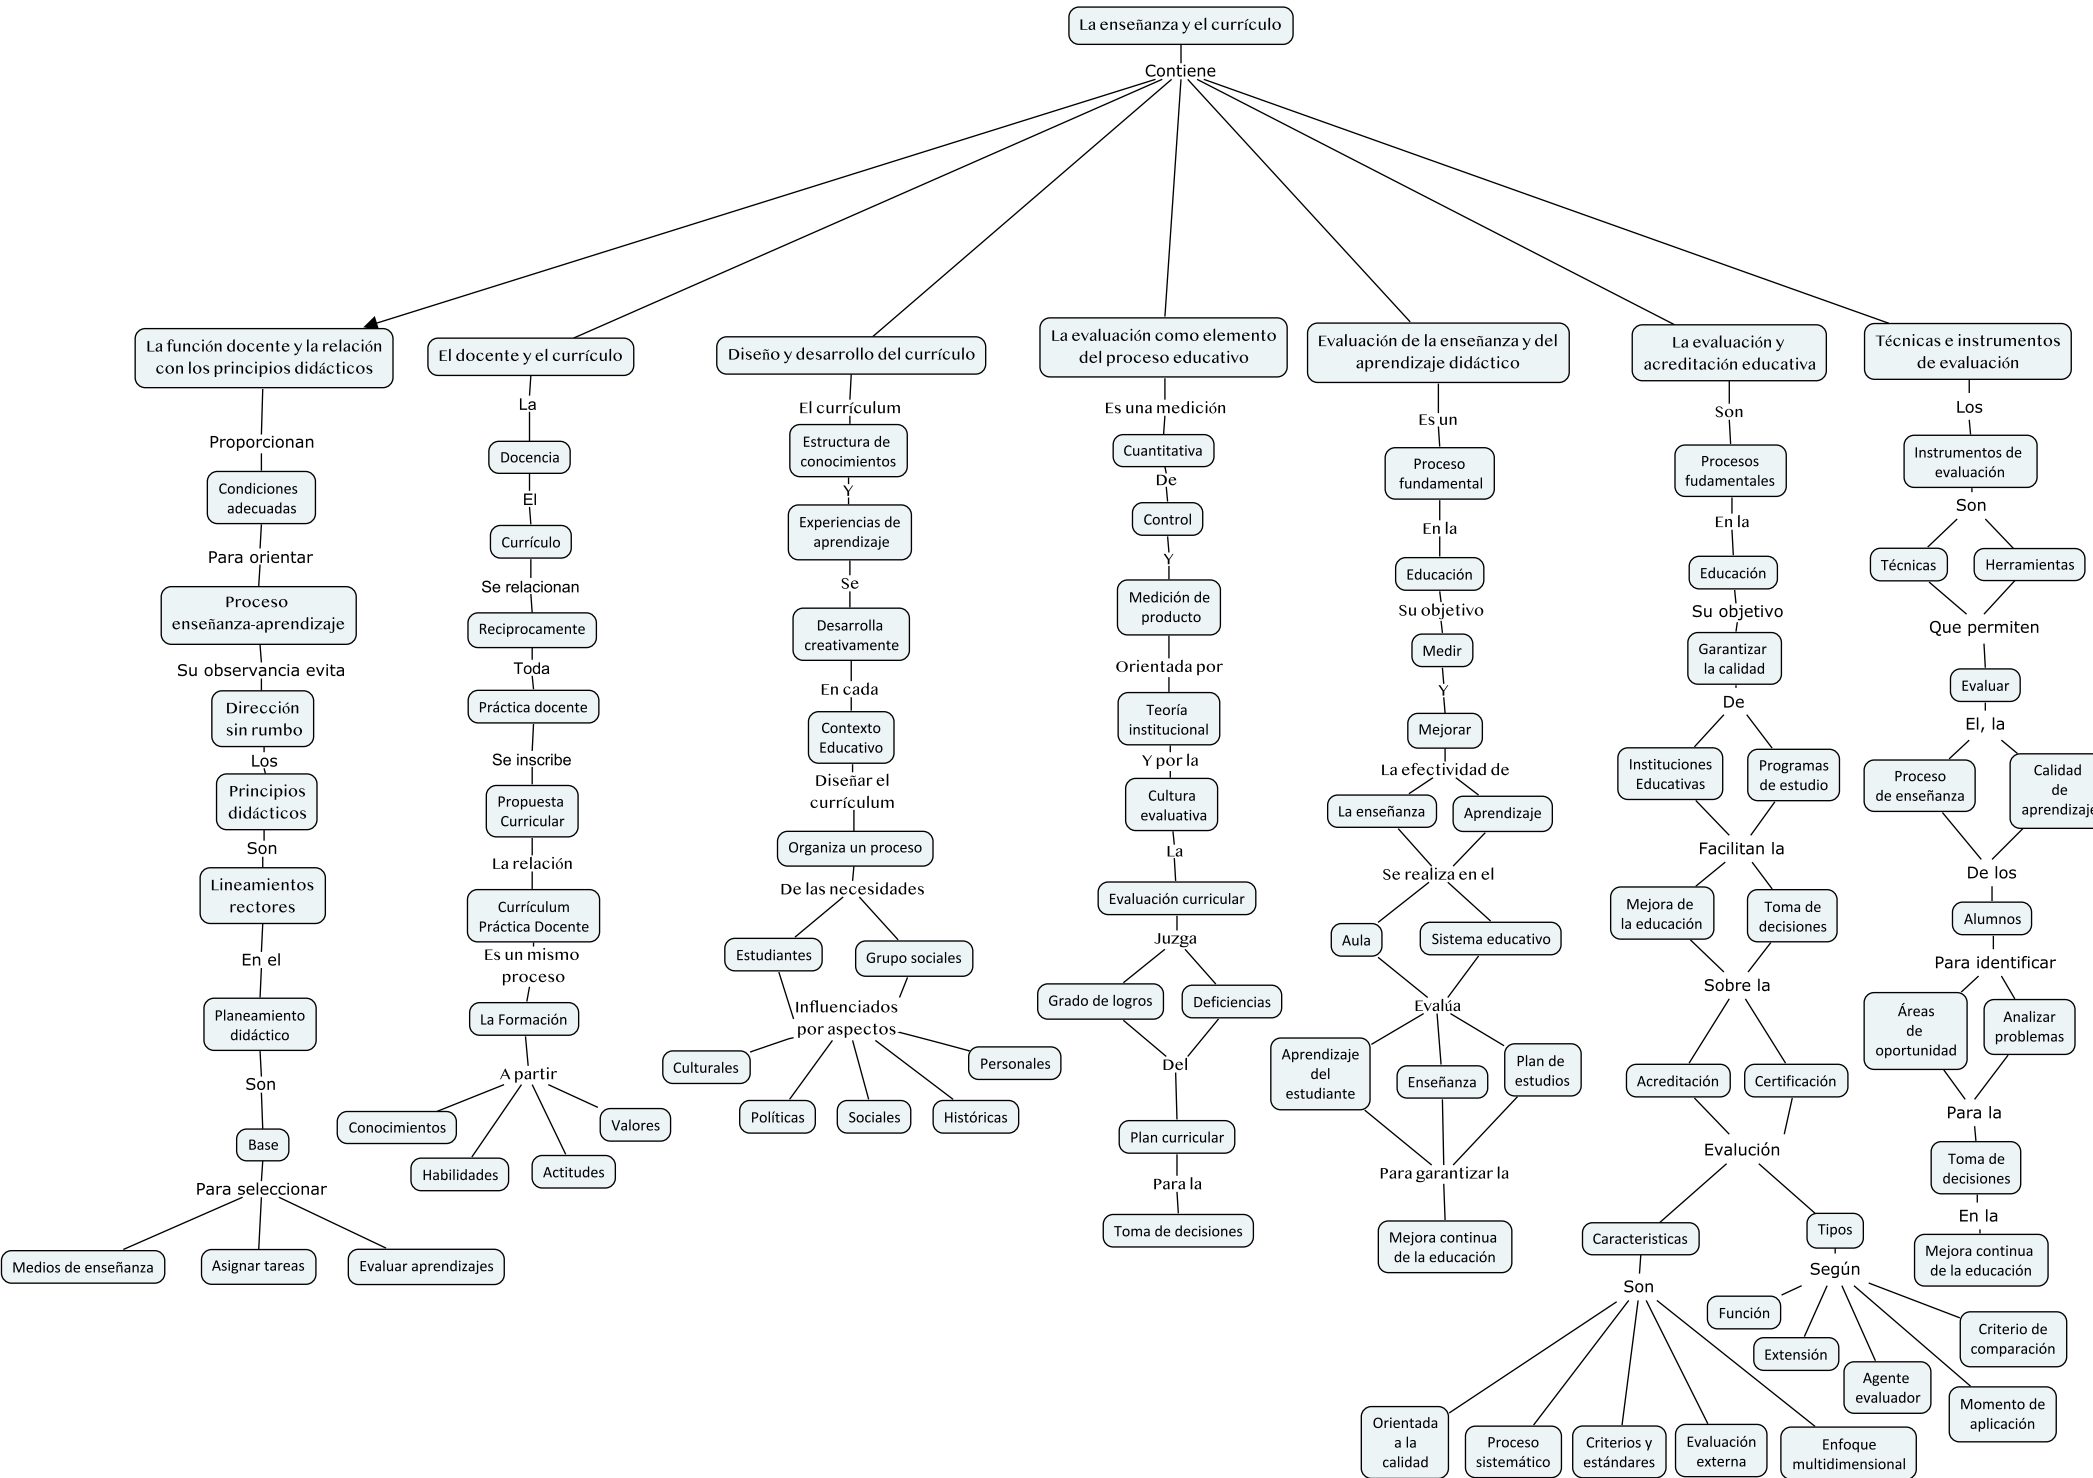 La enseñanza y el currículo
Contiene
La función docente y la relación
con los principios didácticos
Proporcionan
Condiciones
adecuadas
Para orientar
Proceso
enseñanza-aprendizaje
Su observancia evita
Dirección
sin rumbo
Los
Principios
didácticos
Son
Lineamientos
rectores
En el
Planeamiento
didáctico
Son
Base
Para seleccionar
Medios de enseñanza
Asignar tareas
Evaluar aprendizajes
El docente y el currículo
La
Docencia
El
Currículo
Se relacionan
Reciprocamente
Toda
Práctica docente
Se inscribe
Propuesta
Curricular
La relación
Currículum
Práctica Docente
Es un mismo
proceso
La Formación
A partir
Conocimientos
Habilidades
Actitudes
Valores
Diseño y desarrollo del currículo
El currículum
Estructura de
conocimientos
Y
Experiencias de
aprendizaje
Se
Desarrolla
creativamente
En cada
Contexto
Educativo
Diseñar el
currículum
Organiza un proceso
De las necesidades
Estudiantes
Grupo sociales
Influenciados
por aspectos
Culturales
Políticas
Sociales
Históricas
Personales
La evaluación como elemento
del proceso educativo
Es una medición
Cuantitativa
De
Control
Y
Medición de
producto
Orientada por
Teoría
institucional
Y por la
Cultura
evaluativa
La
Evaluación curricular
Juzga
Grado de logros
Deficiencias
Del
Plan curricular
Para la
Toma de decisiones
Evaluación de la enseñanza y del
aprendizaje didáctico
Es un
Proceso
fundamental
En la
Educación
Su objetivo
Medir
Y
Mejorar
La efectividad de
La enseñanza
Aprendizaje
Se realiza en el
Aula
Sistema educativo
Evalúa
Aprendizaje
del
estudiante
Enseñanza
Plan de
estudios
Para garantizar la
Mejora continua
de la educación
La evaluación y
acreditación educativa
Son
Procesos
fudamentales
En la
Educación
Su objetivo
Garantizar
la calidad
De
Instituciones
Educativas
Programas
de estudio
Facilitan la
Mejora de
la educación
Toma de
decisiones
Sobre la
Acreditación
Certificación
Evalución
Caracteristicas
Son
Orientada
a la
calidad
Proceso
sistemático
Criterios y
estándares
Evaluación
externa
Enfoque
multidimensional
Tipos
Según
Función
Extensión
Agente
evaluador
Momento de
aplicación
Criterio de
comparación
Técnicas e instrumentos
de evaluación
Los
Instrumentos de
evaluación
Son
Técnicas
Herramientas
Que permiten
Evaluar
El, la
Proceso
de enseñanza
Calidad
de
aprendizaje
De los
Alumnos
Para identificar
Áreas
de
oportunidad
Analizar
problemas
Para la
Toma de
decisiones
En la
Mejora continua
de la educación